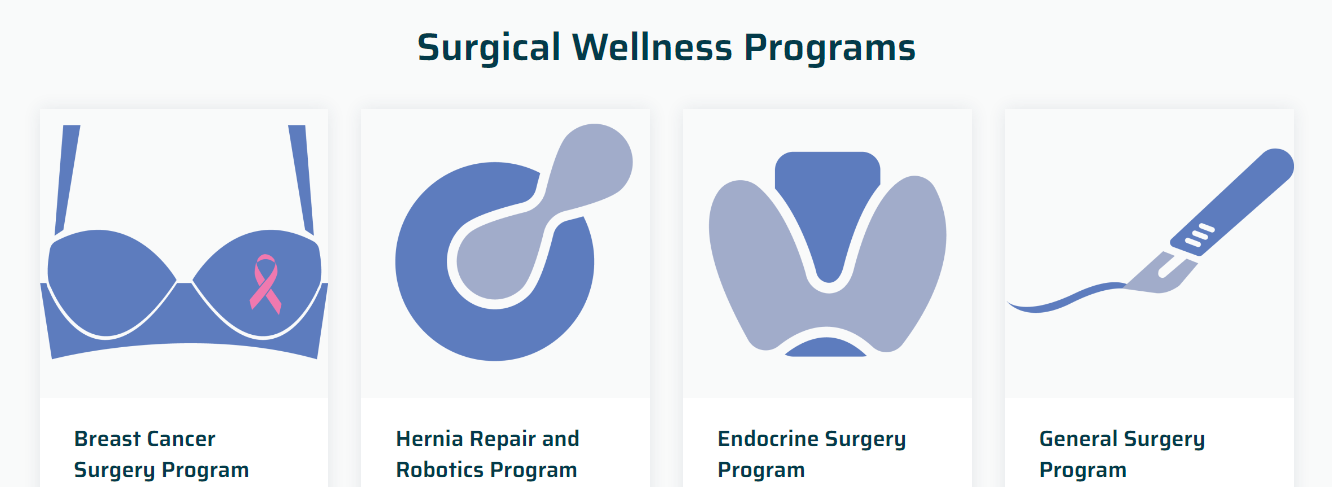 Surgical Wellness Programs
Breast Cancer
Surgery Program
Hernia Repair and
Robotics Program
Endocrine Surgery
Program
General Surgery
Program